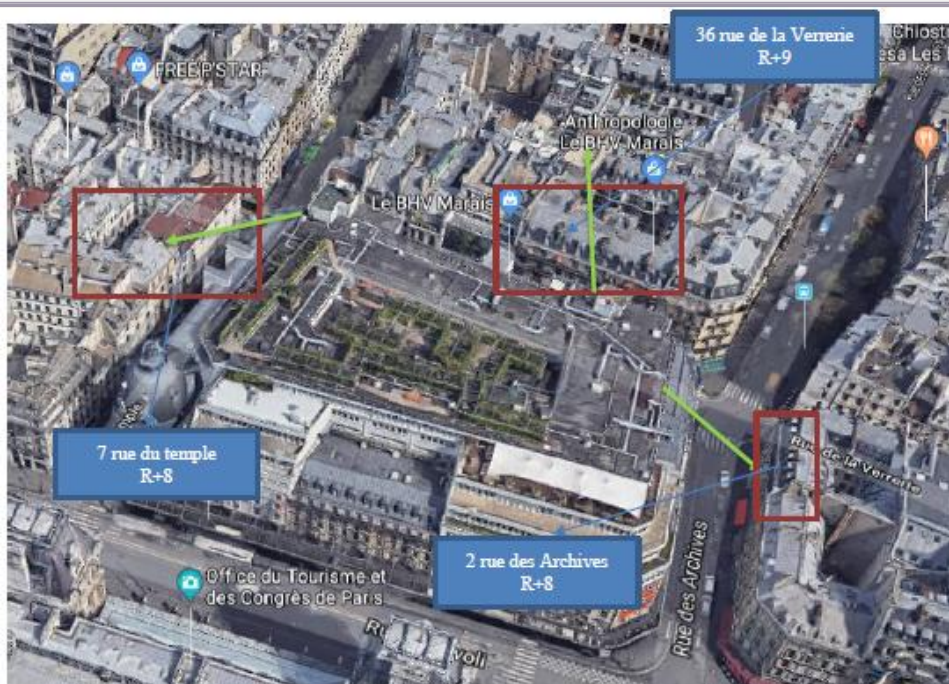 36 rue de la Verrerie
R+9
FREE'P'STAR
Anthropologie
Le BHV Marais
Le BHV Marais
7 rue du temple
R+8
Rue de la Verrerie
2 rue des Archives
R+8
Rue des Archives
Office du Tourisme et
des Congrès de Paris